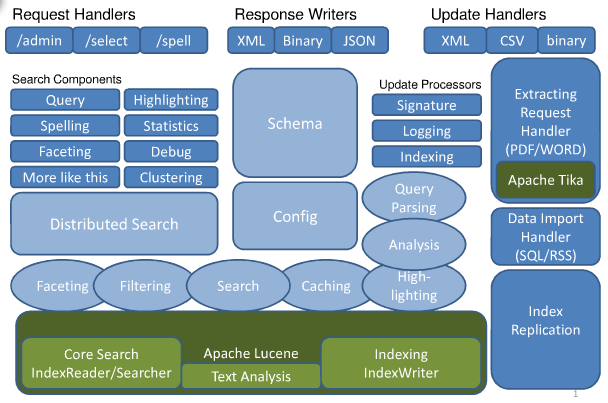 Request Handlers
Response Writers
Update Handlers
/admin
/select
/spell
XML
Binary
JSON
XML
CSV
binary
Search Components
Query
Highlighting
Spelling
Statistics
Faceting
Debug
More like this
Clustering
Distributed Search
Schema
Config
Update Processors
Signature
Logging
Indexing
Query
Parsing
Analysis
High-
lighting
Faceting
Filtering
Search
Caching
Extracting
Request
Handler
(PDF/WORD)
Apache Tika
Data Import
Handler
(SQL/RSS)
Index
Replication
Core Search
IndexReader/Searcher
Apache Lucene
Text Analysis
Indexing
IndexWriter
1